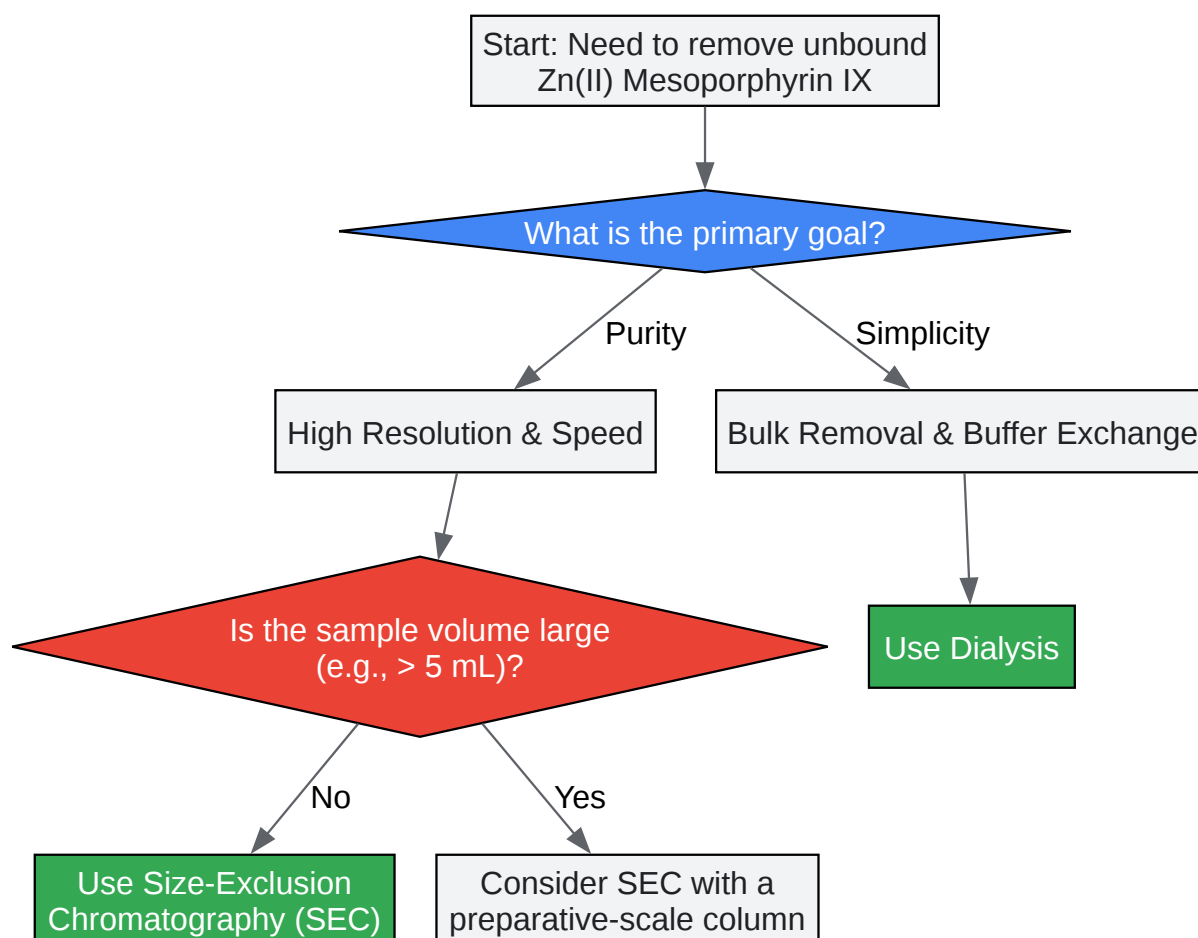 Start: Need to remove unbound
Zn(II) Mesoporphyrin IX
What is the primary goal?
Purity
Simplicity
High Resolution & Speed
Bulk Removal & Buffer Exchange
Is the sample volume large
(e.g., > 5 mL)?
Use Dialysis
No
Yes
Use Size-Exclusion
Chromatography (SEC)
Consider SEC with a
preparative-scale column